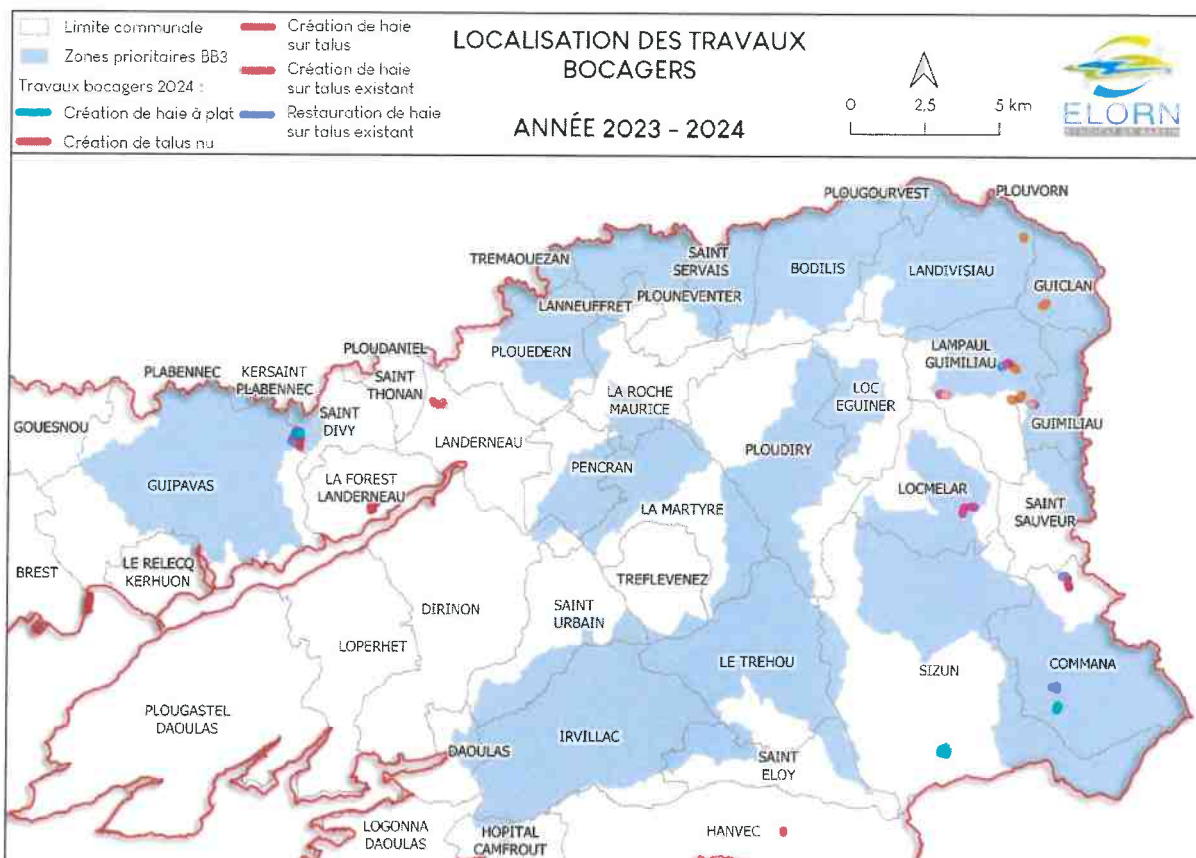 Limite communale
Zones prioritaires BB3
Travaux bocagers 2024 :
Création de haie à plat
Création de talus nu
Création de haie
sur talus
Création de haie
sur talus existant
Restauration de haie
sur talus existant
LOCALISATION DES TRAVAUX
BOCAGERS
ANNÉE 2023 - 2024
0 2.5 5 km
ELORN
SYNDICAT DE BASSIN
PLOUGOURVEST
PLOUVORN
TREMAOUEZAN
SAINT
SERVAIS
BODILIS
LANDIVISIAU
GUICLAN
LANNEUFFRET
PLOUNEVENTER
PLOUDANIEL
PLOUEDERN
LAMPAUL
GUIMILIAU
PLABENNEC
KERSAINT
PLABENNEC
SAINT
THONAN
LA ROCHE
MAURICE
LOC
EGUINER
GOUESNOU
SAINT
DIVY
LANDERNEAU
GUIMILIAU
PLOUDIRY
GUIPAVAS
LA FOREST
LANDERNEAU
PENCRAN
LOCMELAR
LA MARTYRE
SAINT
SAUVEUR
BREST
LE RELECQ
KERHUON
TREFLEVENEZ
DIRINON
SAINT
URBAIN
LOPERHET
LE TREHOU
SIZUN
COMMANA
PLOUGASTEL
DAOULAS
IRVILLAC
DAOULAS
SAINT
ELOY
LOGONNA
DAOULAS
HOPITAL
CAMFROUT
HANVEC